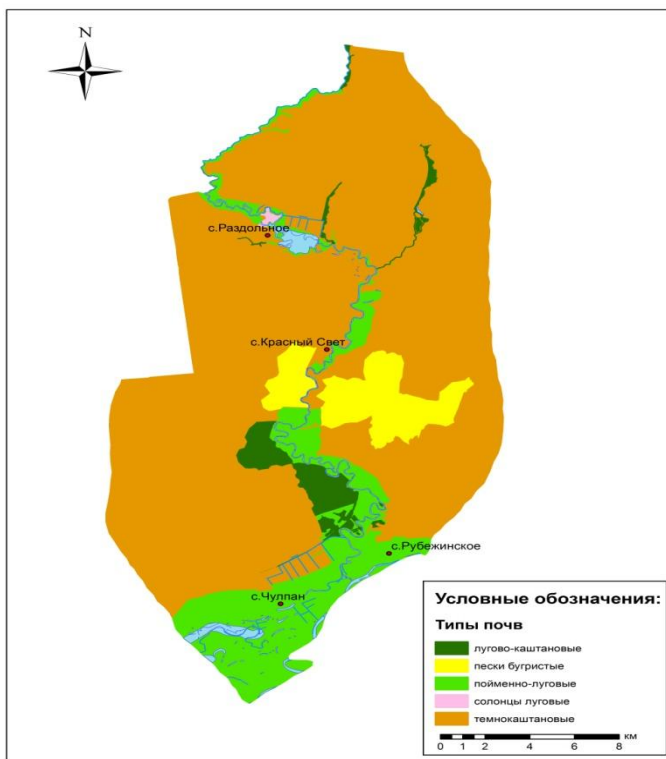 N
с.Раздольное
с.Красный Свет
с.Рубежинское
с.Чулпан
Условные обозначения:
Типы почв
лугово-каштановые
пески бугристые
пойменно-луговые
солонцы луговые
темнокаштановые
км
0 1 2 4 6 8